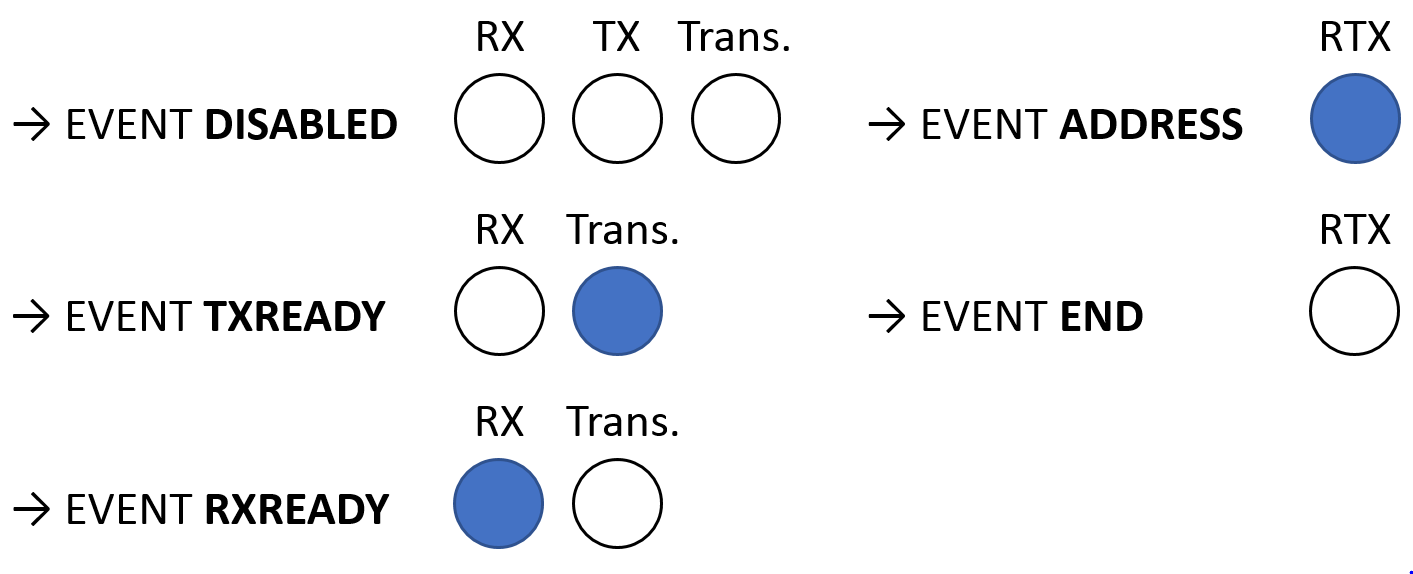 RX TX Trans.
→ EVENT DISABLED
RX Trans.
→ EVENT TXREADY
RX Trans.
→ EVENT RXREADY
RTX
→ EVENT ADDRESS
RTX
→ EVENT END